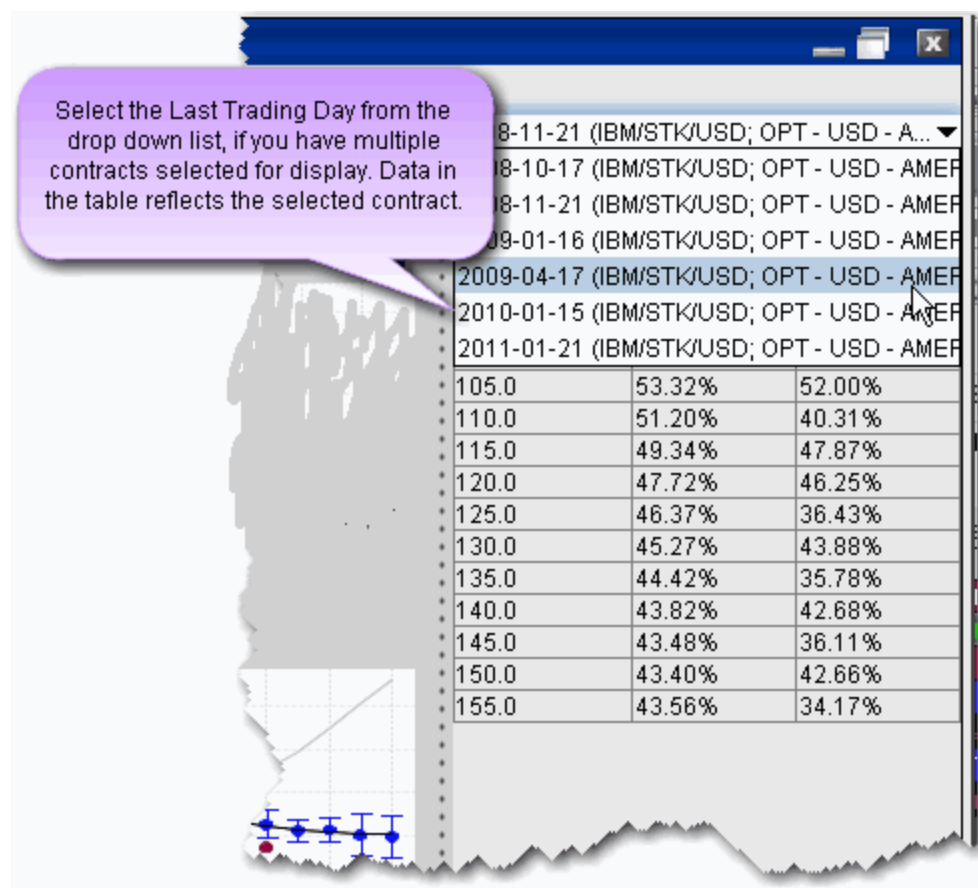 Select the Last Trading Day from the
drop down list, if you have multiple
contracts selected for display. Data in
the table reflects the selected contract.
8-11-21 (IBM/STK/USD; OPT - USD - A...
8-10-17 (IBM/STK/USD; OPT - USD - AMER
8-11-21 (IBM/STK/USD; OPT - USD - AMER
09-01-16 (IBM/STK/USD; OPT - USD - AMER
2009-04-17 (IBM/STK/USD; OPT - USD - AMER
2010-01-15 (IBM/STK/USD; OPT - USD - AMER
2011-01-21 (IBM/STK/USD; OPT - USD - AMER
105.0 53.32% 52.00%
110.0 51.20% 40.31%
115.0 49.34% 47.87%
120.0 47.72% 46.25%
125.0 46.37% 36.43%
130.0 45.27% 43.88%
135.0 44.42% 35.78%
140.0 43.82% 42.68%
145.0 43.48% 36.11%
150.0 43.40% 42.66%
155.0 43.56% 34.17%